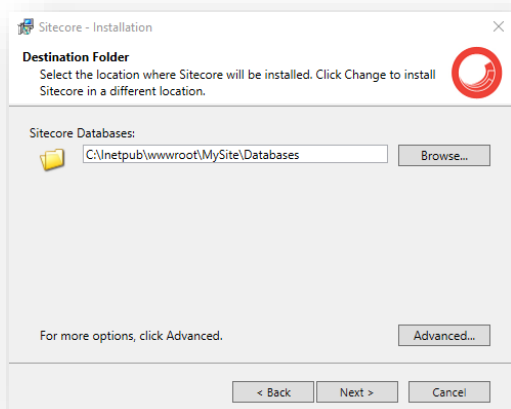 Sitecore - Installation
Destination Folder
Select the location where Sitecore will be installed. Click Change to install
Sitecore in a different location.
Sitecore Databases:
C:\Inetpub\wwwroot\MySite\Databases
Browse...
For more options, click Advanced.
Advanced...
< Back
Next >
Cancel